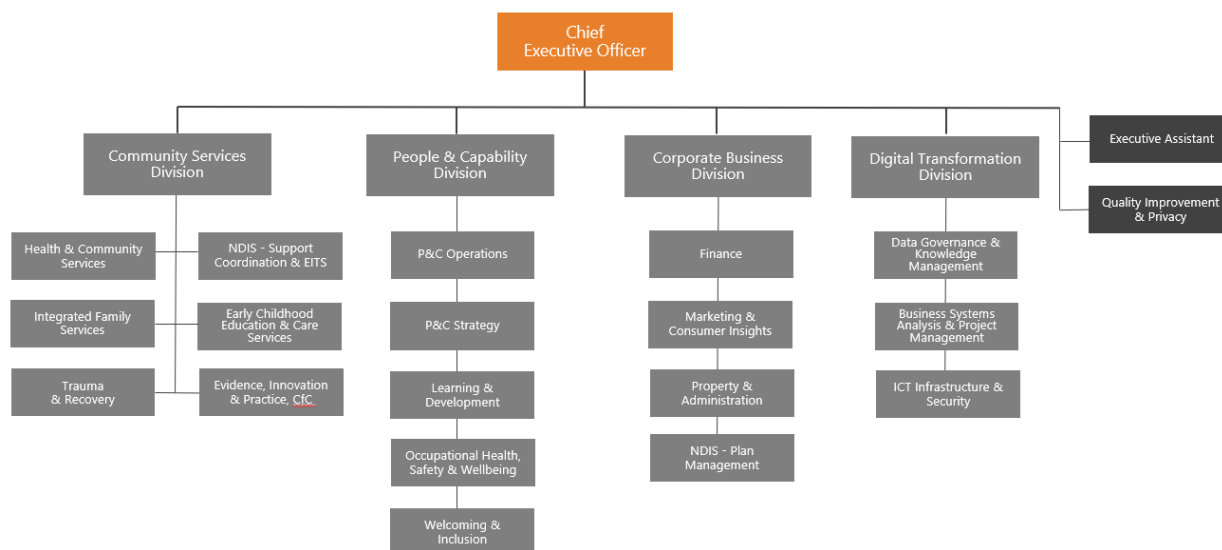 Chief
Executive Officer
Community Services
Division
People & Capability
Division
Corporate Business
Division
Digital Transformation
Division
Executive Assistant
Quality Improvement
& Privacy
Health & Community
Services
NDIS - Support
Coordination & EITS
Integrated Family
Services
Early Childhood
Education & Care
Services
Trauma
& Recovery
Evidence, Innovation
& Practice, CfC
P&C Operations
P&C Strategy
Learning &
Development
Occupational Health,
Safety & Wellbeing
Welcoming &
Inclusion
Finance
Marketing &
Consumer Insights
Property &
Administration
NDIS - Plan
Management
Data Governance &
Knowledge
Management
Business Systems
Analysis & Project
Management
ICT Infrastructure &
Security